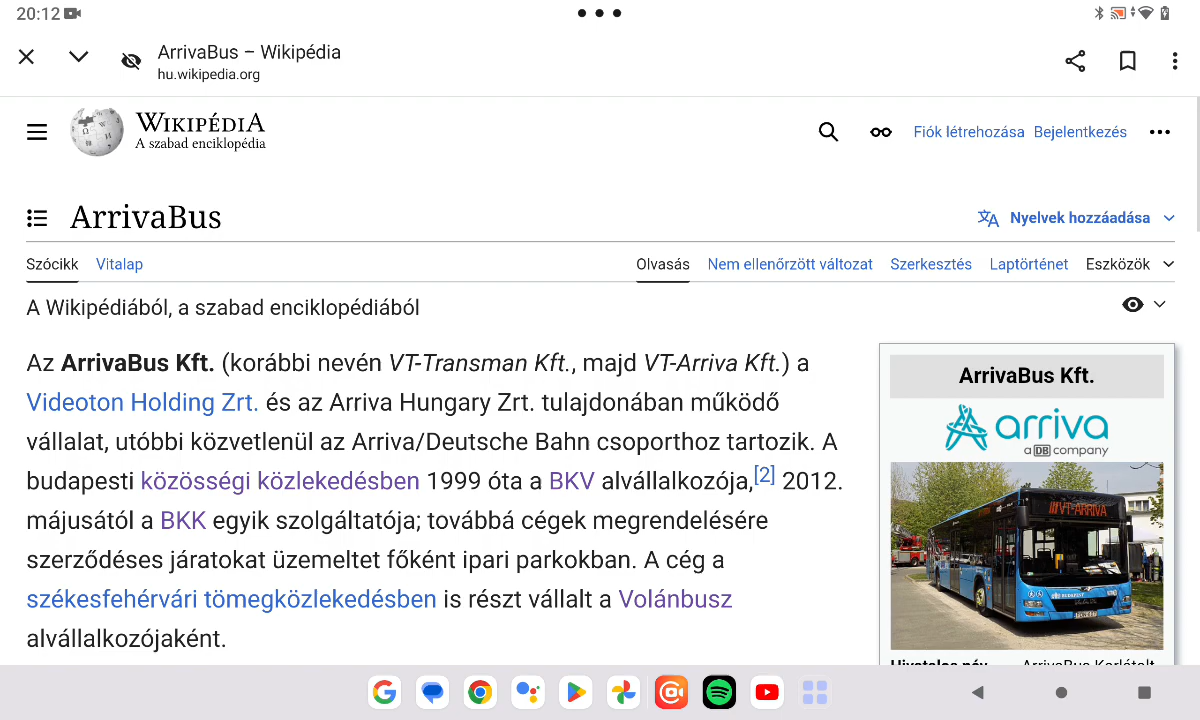 20:12
ArrivaBus – Wikipédia
hu.wikipedia.org
WIKIPÉDIA
A szabad enciklopédia
Fiók létrehozása Bejelentkezés
ArrivaBus
Nyelvek hozzáadása
Szócikk Vitalap Olvasás Nem ellenőrzött változat Szerkesztés Laptörténet Eszközök
A Wikipédiából, a szabad enciklopédiából
Az ArrivaBus Kft. (korábbi nevén VT-Transman Kft., majd VT-Arriva Kft.) a
Videoton Holding Zrt. és az Arriva Hungary Zrt. tulajdonában működő
vállalat, utóbbi közvetlenül az Arriva/Deutsche Bahn csoporthoz tartozik. A
budapesti közösségi közlekedésben 1999 óta a BKV alvállalkozója,[2] 2012.
májusától a BKK egyik szolgáltatója; továbbá cégek megrendelésére
szerződéses járatokat üzemeltet főként ipari parkokban. A cég a
székesfehérvári tömegközlekedésben is részt vállalt a Volánbusz
alvállalkozójaként.
ArrivaBus Kft.
arriva
a DB company
VT-ARRIVA
BUDAPEST
Hivatalos név ArrivaBus Korlátolt